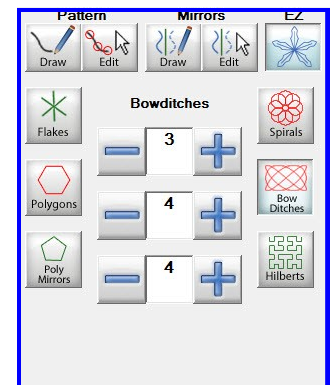 Pattern Mirrors EZ
Draw Edit Draw Edit
Bowditches
Flakes
Spirals
3
Polygons
Bow
Ditches
4
Poly
Mirrors
Hilberts
4